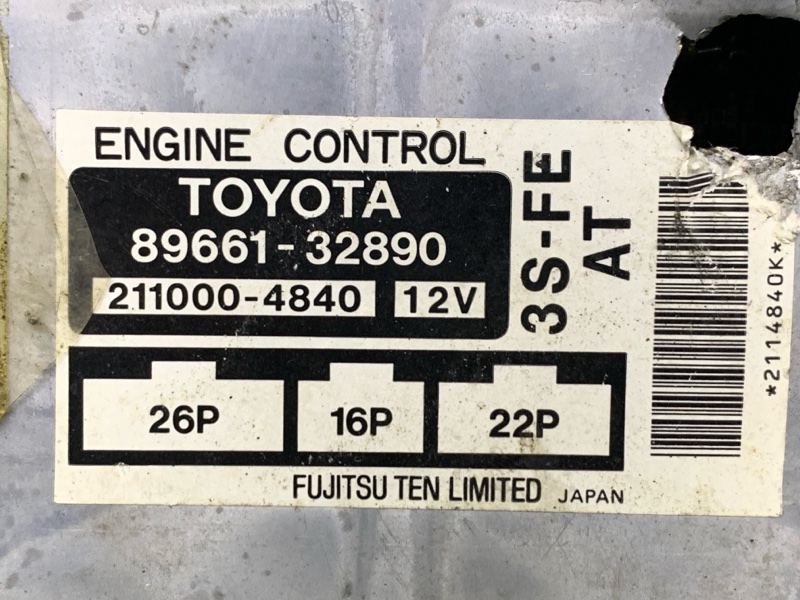 ENGINE CONTROL
TOYOTA
89661-32890
211000-4840 12V
3S-FE
AT
26P 16P 22P
FUJITSU TEN LIMITED JAPAN
*2114840K*